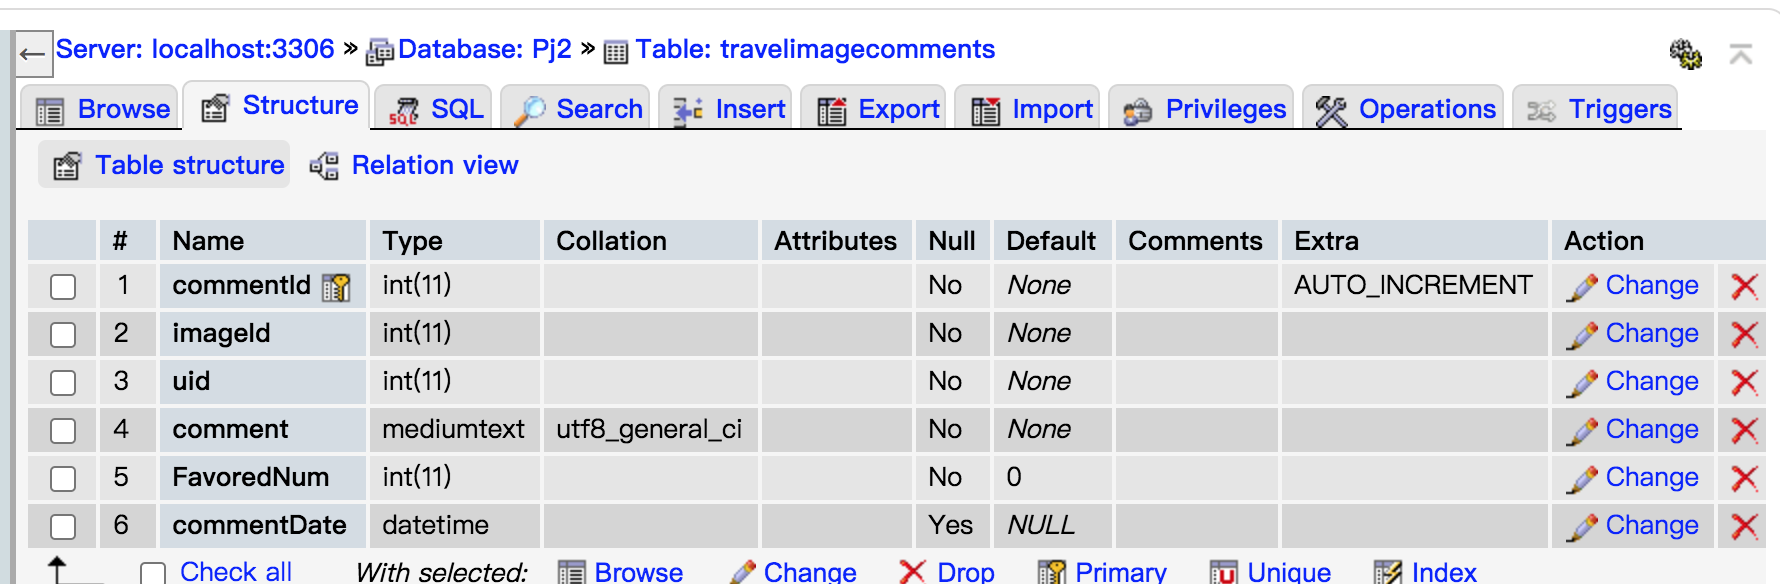 ← Server: localhost:3306 » Database: Pj2 » Table: travelimagecomments
Browse Structure SQL Search Insert Export Import Privileges Operations Triggers
Table structure Relation view
# Name Type Collation Attributes Null Default Comments Extra Action
1 commentId int(11) No None AUTO_INCREMENT Change
2 imageId int(11) No None Change
3 uid int(11) No None Change
4 comment mediumtext utf8_general_ci No None Change
5 FavoredNum int(11) No 0 Change
6 commentDate datetime Yes NULL Change
Check all With selected: Browse Change Drop Primary Unique Index